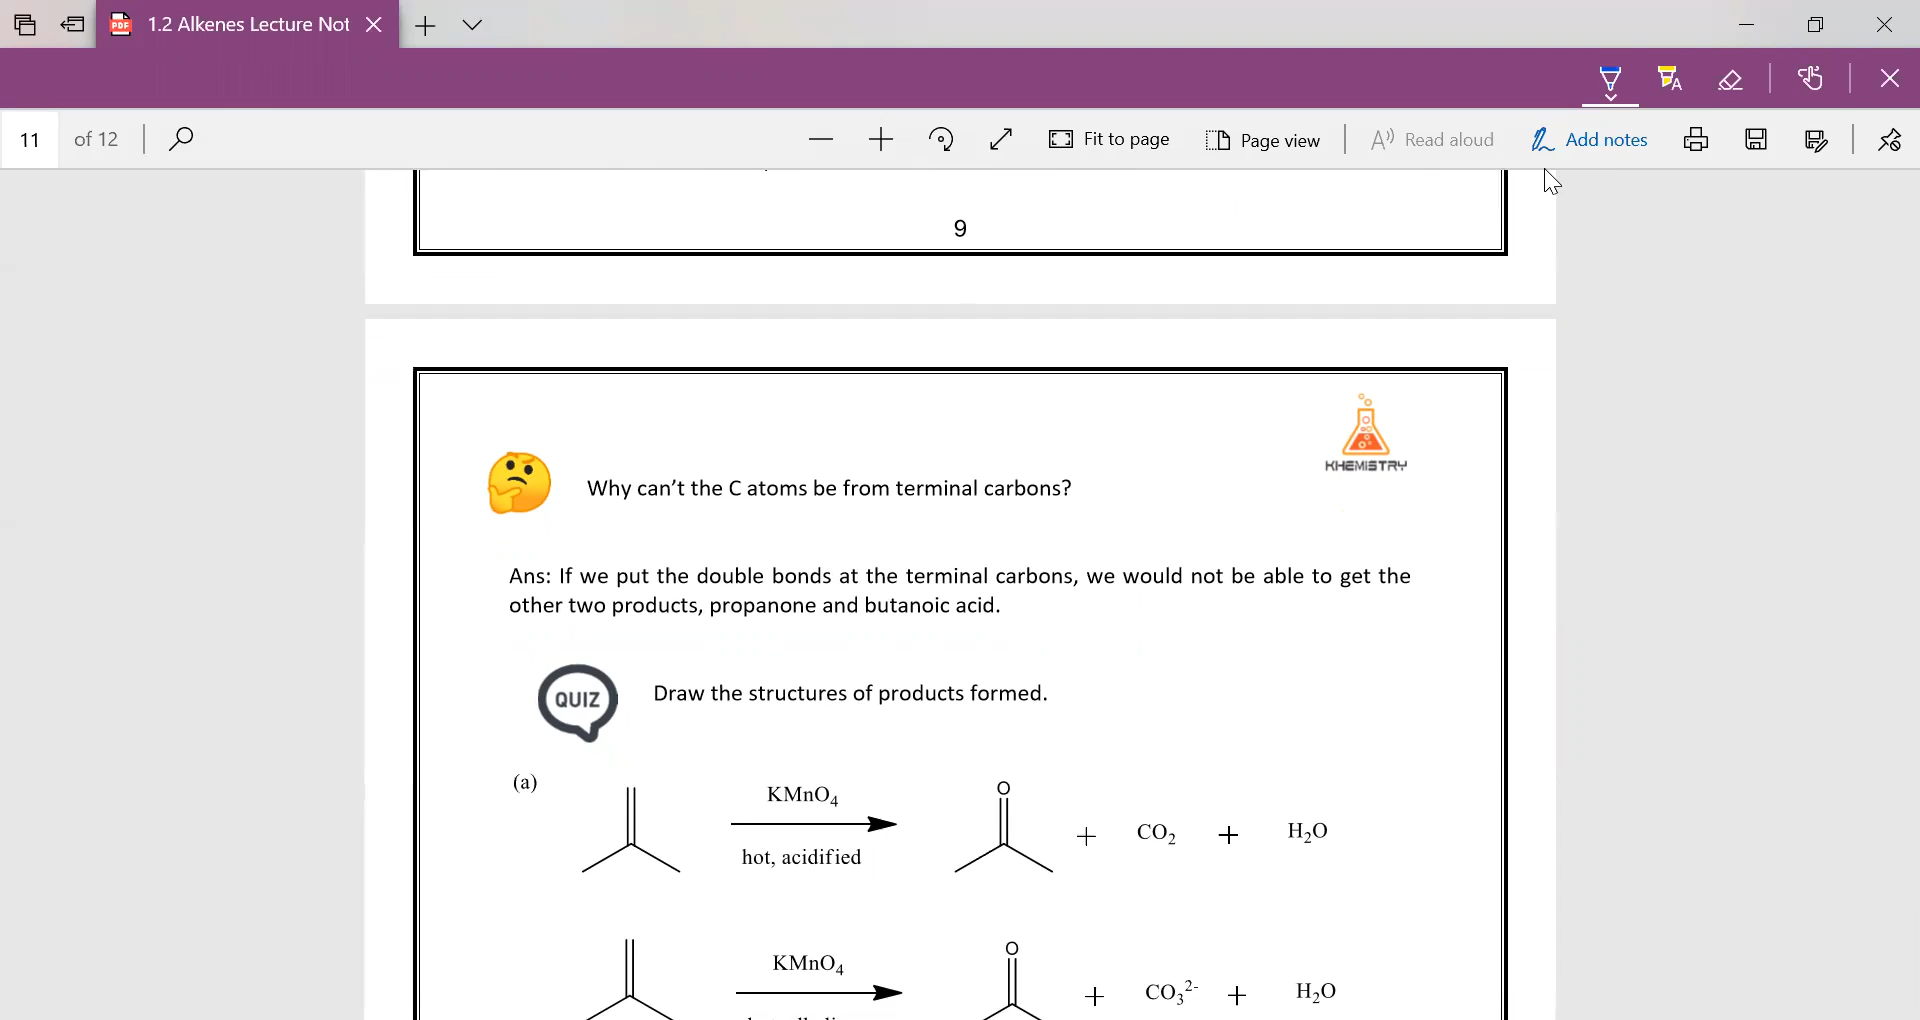 1.2 Alkenes Lecture Not
11 of 12
Fit to page
Page view
Read aloud
Add notes
9
KHEMISTRY
Why can't the C atoms be from terminal carbons?
Ans: If we put the double bonds at the terminal carbons, we would not be able to get the
other two products, propanone and butanoic acid.
QUIZ
Draw the structures of products formed.
(a)
KMnO4
hot, acidified
O
+ CO2 + H2O
KMnO4
O
+ CO3 2- + H2O